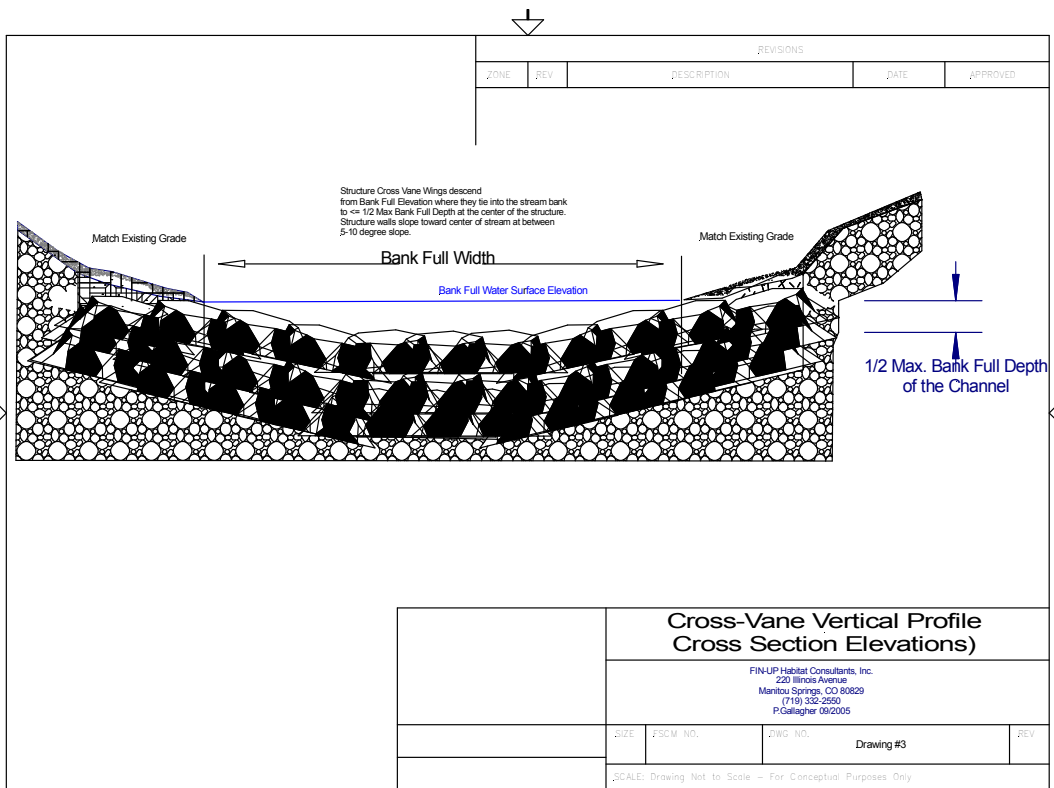 REVISIONS
ZONE REV DESCRIPTION DATE APPROVED
Structure Cross Vane Wings descend
from Bank Full Elevation where they tie into the stream bank
to <= 1/2 Max Bank Full Depth at the center of the structure.
Structure walls slope toward center of stream at between
5-10 degree slope.
Match Existing Grade
Match Existing Grade
Bank Full Width
Bank Full Water Surface Elevation
1/2 Max. Bank Full Depth
of the Channel
Cross-Vane Vertical Profile
Cross Section Elevations)
FIN-UP Habitat Consultants, Inc.
220 Illinois Avenue
Manitou Springs, CO 80829
(719) 332-2550
P.Gallagher 09/2005
SIZE FSCM NO. DWG NO. REV
Drawing #3
SCALE: Drawing Not to Scale – For Conceptual Purposes Only